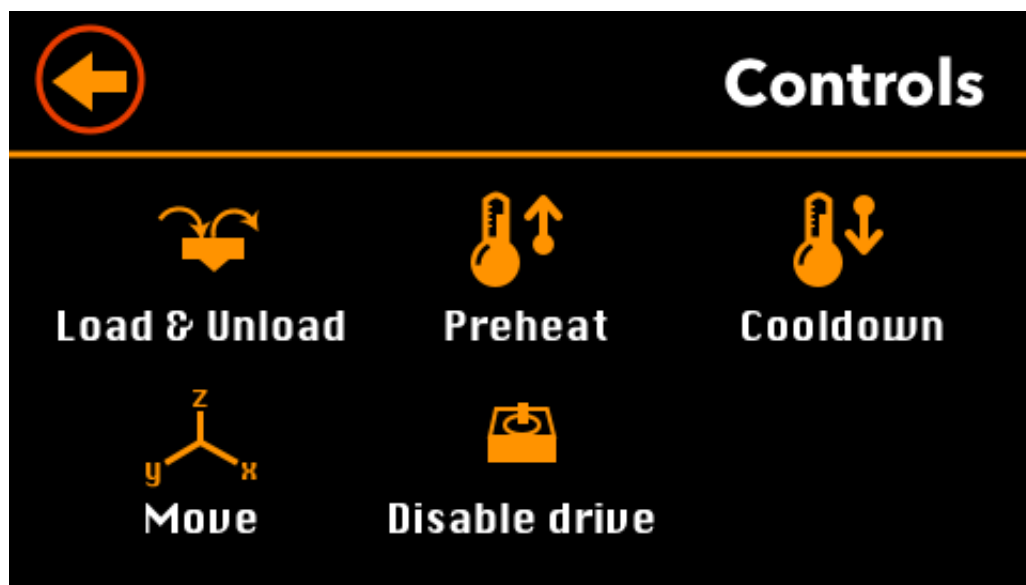 Controls
Load & Unload
Preheat
Cooldown
z
y
x
Move
Disable drive